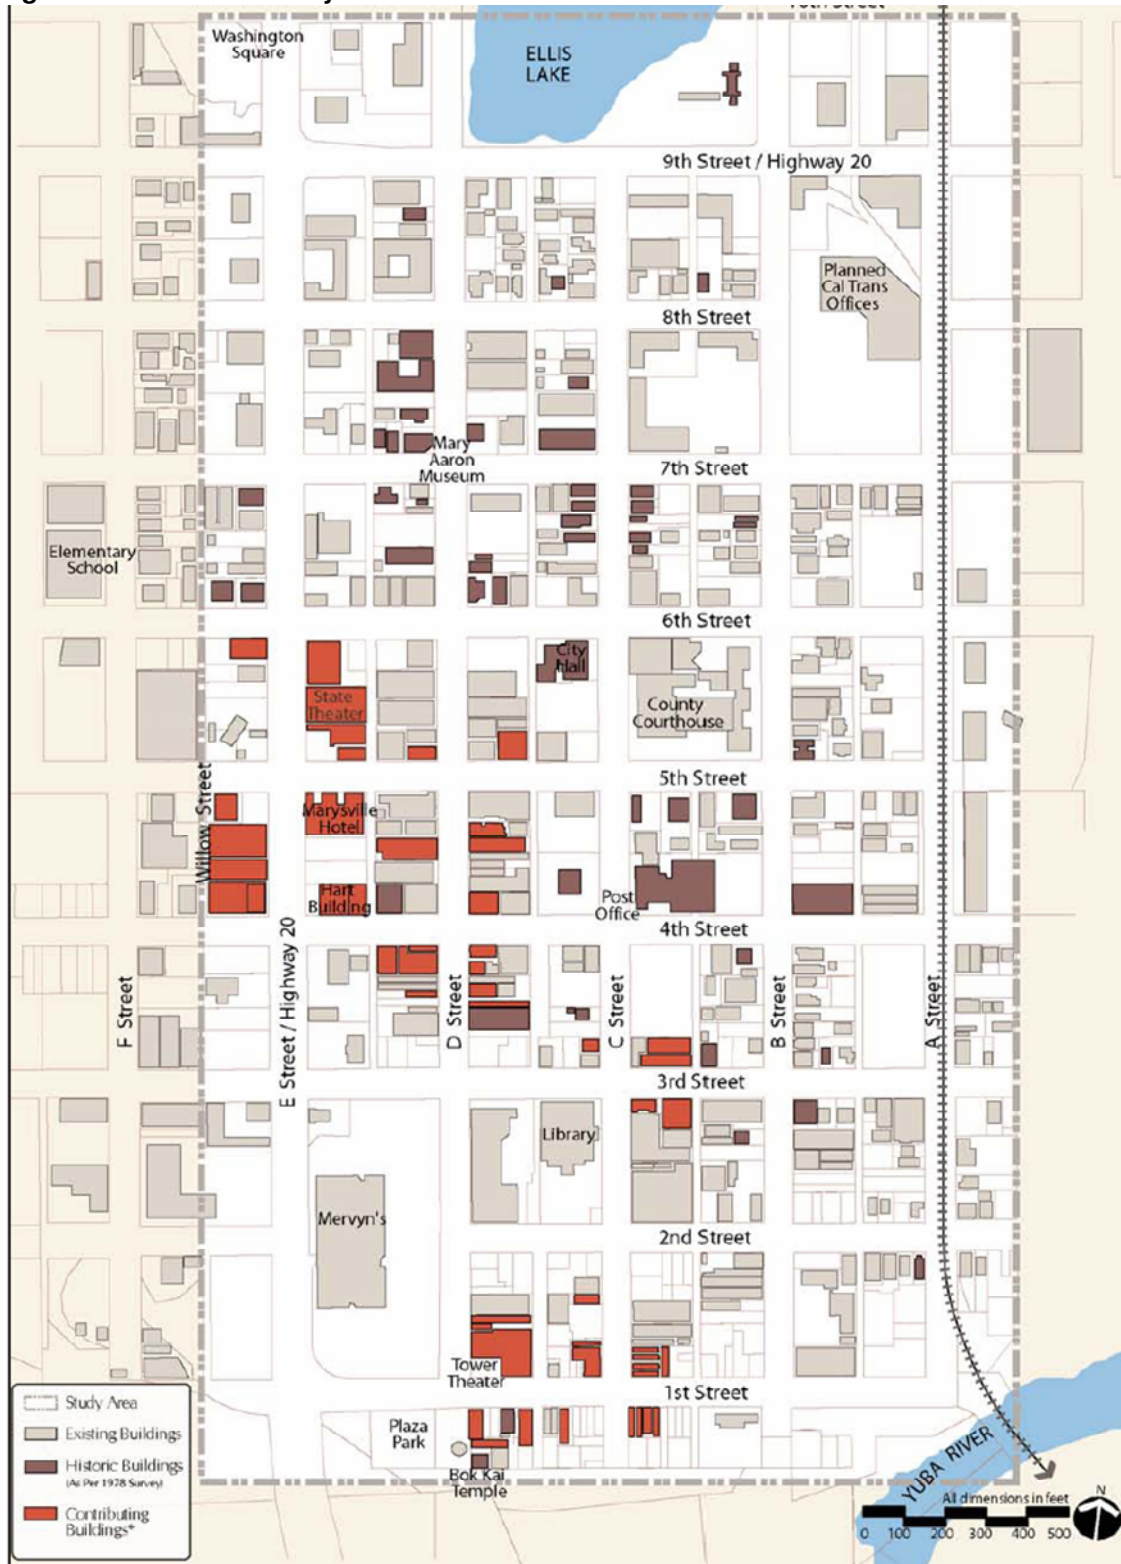 Washington
Square
ELLIS
LAKE
9th Street / Highway 20
Planned
Cal Trans
Offices
8th Street
Mary
Aaron
Museum
7th Street
Elementary
School
6th Street
City
Hall
State
Theater
County
Courthouse
5th Street
Willow Street
Marysville
Hotel
Hart
Building
Post
Office
4th Street
F Street
E Street / Highway 20
D Street
C Street
B Street
A Street
3rd Street
Library
Mervyn's
2nd Street
Tower
Theater
1st Street
Plaza
Park
Bok Kai
Temple
YUBA RIVER
Study Area
Existing Buildings
Historic Buildings
(As Per 1978 Survey)
Contributing
Buildings*
All dimensions in feet
N
0 100 200 300 400 500